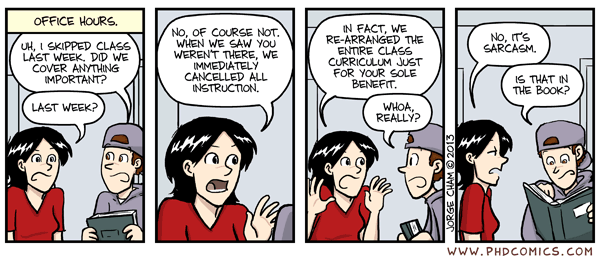 OFFICE HOURS.
UH, I SKIPPED CLASS
LAST WEEK. DID WE
COVER ANYTHING
IMPORTANT?
LAST WEEK?
NO, OF COURSE NOT.
WHEN WE SAW YOU
WEREN'T THERE, WE
IMMEDIATELY
CANCELLED ALL
INSTRUCTION.
IN FACT, WE
RE-ARRANGED THE
ENTIRE CLASS
CURRICULUM JUST
FOR YOUR SOLE
BENEFIT.
WHOA,
REALLY?
NO, IT'S
SARCASM.
IS THAT IN
THE BOOK?
JORGE CHAM © 2013
WWW.PHDCOMICS.COM